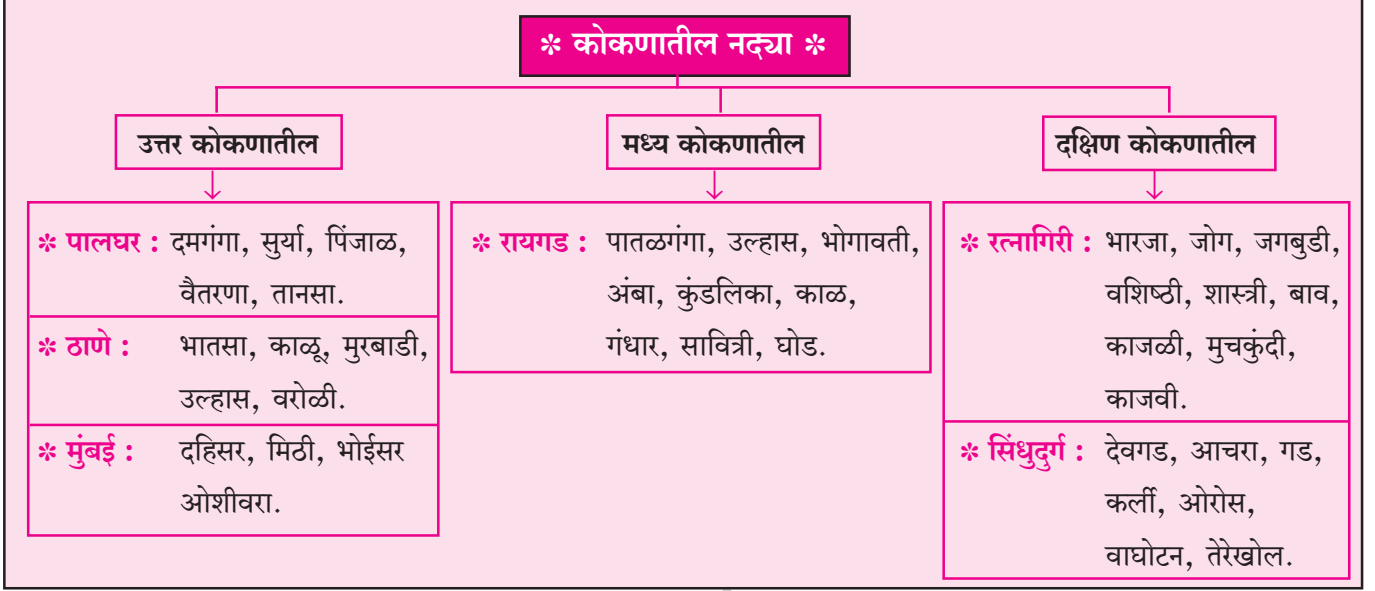 ✻ कोकणातील नद्या ✻
उत्तर कोकणातील
✻ पालघर : दमगंगा, सुर्या, पिंजाळ,
वैतरणा, तानसा.
✻ ठाणे : भातसा, काळू, मुरबाडी,
उल्हास, वरोळी.
✻ मुंबई : दहिसर, मिठी, भोईसर
ओशीवरा.
मध्य कोकणातील
✻ रायगड : पातळगंगा, उल्हास, भोगावती,
अंबा, कुंडलिका, काळ,
गंधार, सावित्री, घोड.
दक्षिण कोकणातील
✻ रत्नागिरी : भारजा, जोग, जगबुडी,
वशिष्ठी, शास्त्री, बाव,
काजळी, मुचकुंदी,
काजवी.
✻ सिंधुदुर्ग : देवगड, आचरा, गड,
कर्ली, ओरोस,
वाघोटन, तेरेखोल.